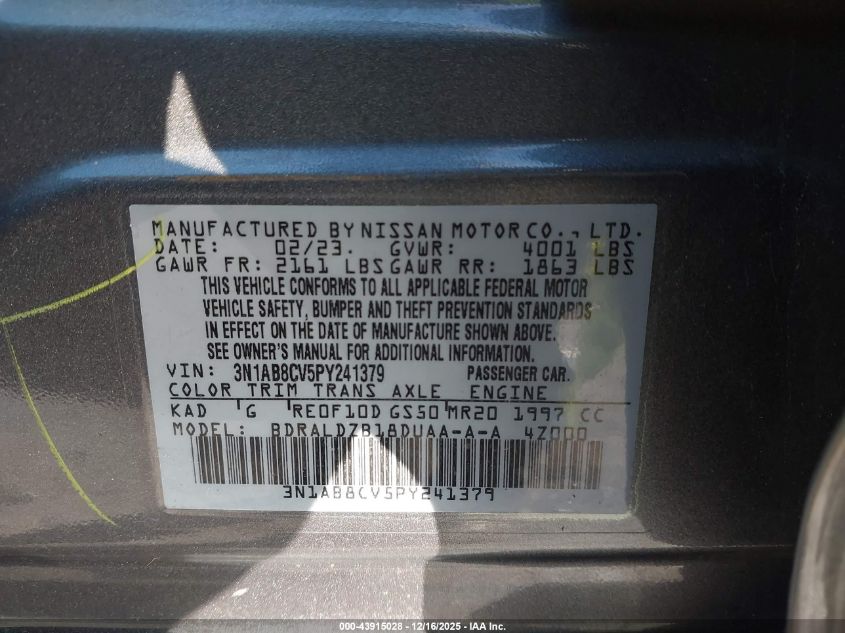 MANUFACTURED BY NISSAN MOTOR CO., LTD.
DATE: 02/23. GVWR: 4001 LBS
GAWR FR: 2161 LBS GAWR RR: 1863 LBS
THIS VEHICLE CONFORMS TO ALL APPLICABLE FEDERAL MOTOR
VEHICLE SAFETY, BUMPER AND THEFT PREVENTION STANDARDS
IN EFFECT ON THE DATE OF MANUFACTURE SHOWN ABOVE.
SEE OWNER'S MANUAL FOR ADDITIONAL INFORMATION.
VIN: 3N1AB8CV5PY241379 PASSENGER CAR.
COLOR TRIM TRANS AXLE ENGINE
KAD G RE0F10D GS50 MR20 1997 CC
MODEL: BDRALDZB18DUAA-A-A 4Z000
3N1AB8CV5PY241379
000-43915028 - 12/16/2025 - IAA Inc.